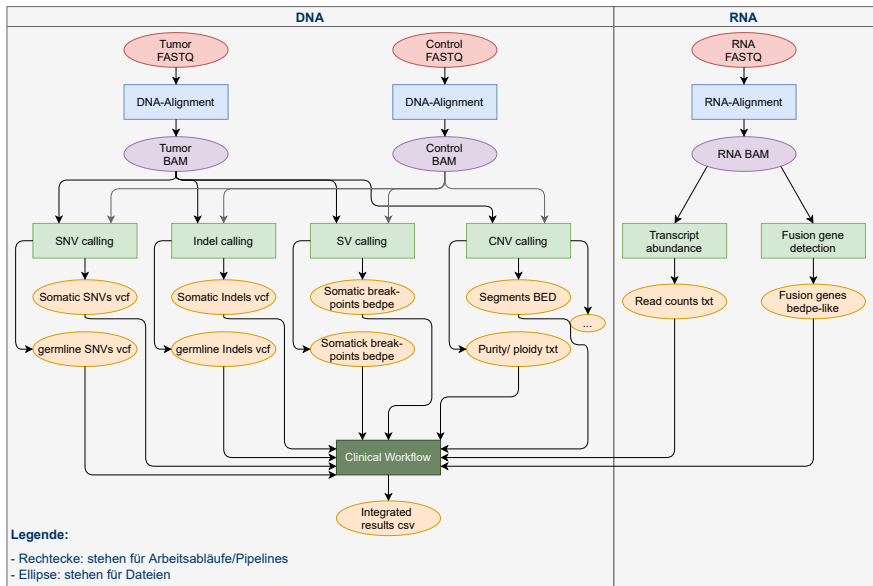 DNA
RNA
Tumor
FASTQ
Control
FASTQ
RNA
FASTQ
DNA-Alignment
DNA-Alignment
RNA-Alignment
Tumor
BAM
Control
BAM
RNA BAM
SNV calling
Indel calling
SV calling
CNV calling
Transcript
abundance
Fusion gene
detection
Somatic SNVs vcf
Somatic Indels vcf
Somatic break-
points bedpe
Segments BED
...
Read counts txt
Fusion genes
bedpe-like
germline SNVs vcf
germline Indels vcf
Somatick break-
points bedpe
Purity/ ploidy txt
Clinical Workflow
Integrated
results csv
Legende:
- Rechtecke: stehen für Arbeitsabläufe/Pipelines
- Ellipse: stehen für Dateien